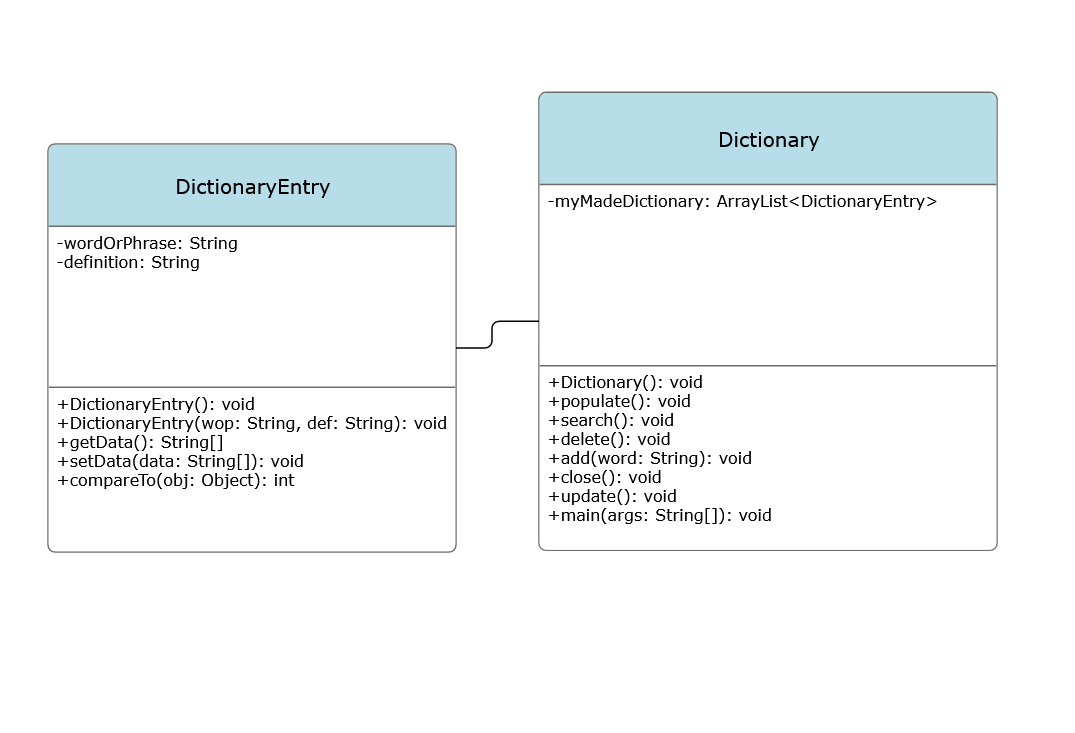 DictionaryEntry
-wordOrPhrase: String
-definition: String
+DictionaryEntry(): void
+DictionaryEntry(wop: String, def: String): void
+getData(): String[]
+setData(data: String[]): void
+compareTo(obj: Object): int
Dictionary
-myMadeDictionary: ArrayList<DictionaryEntry>
+Dictionary(): void
+populate(): void
+search(): void
+delete(): void
+add(word: String): void
+close(): void
+update(): void
+main(args: String[]): void